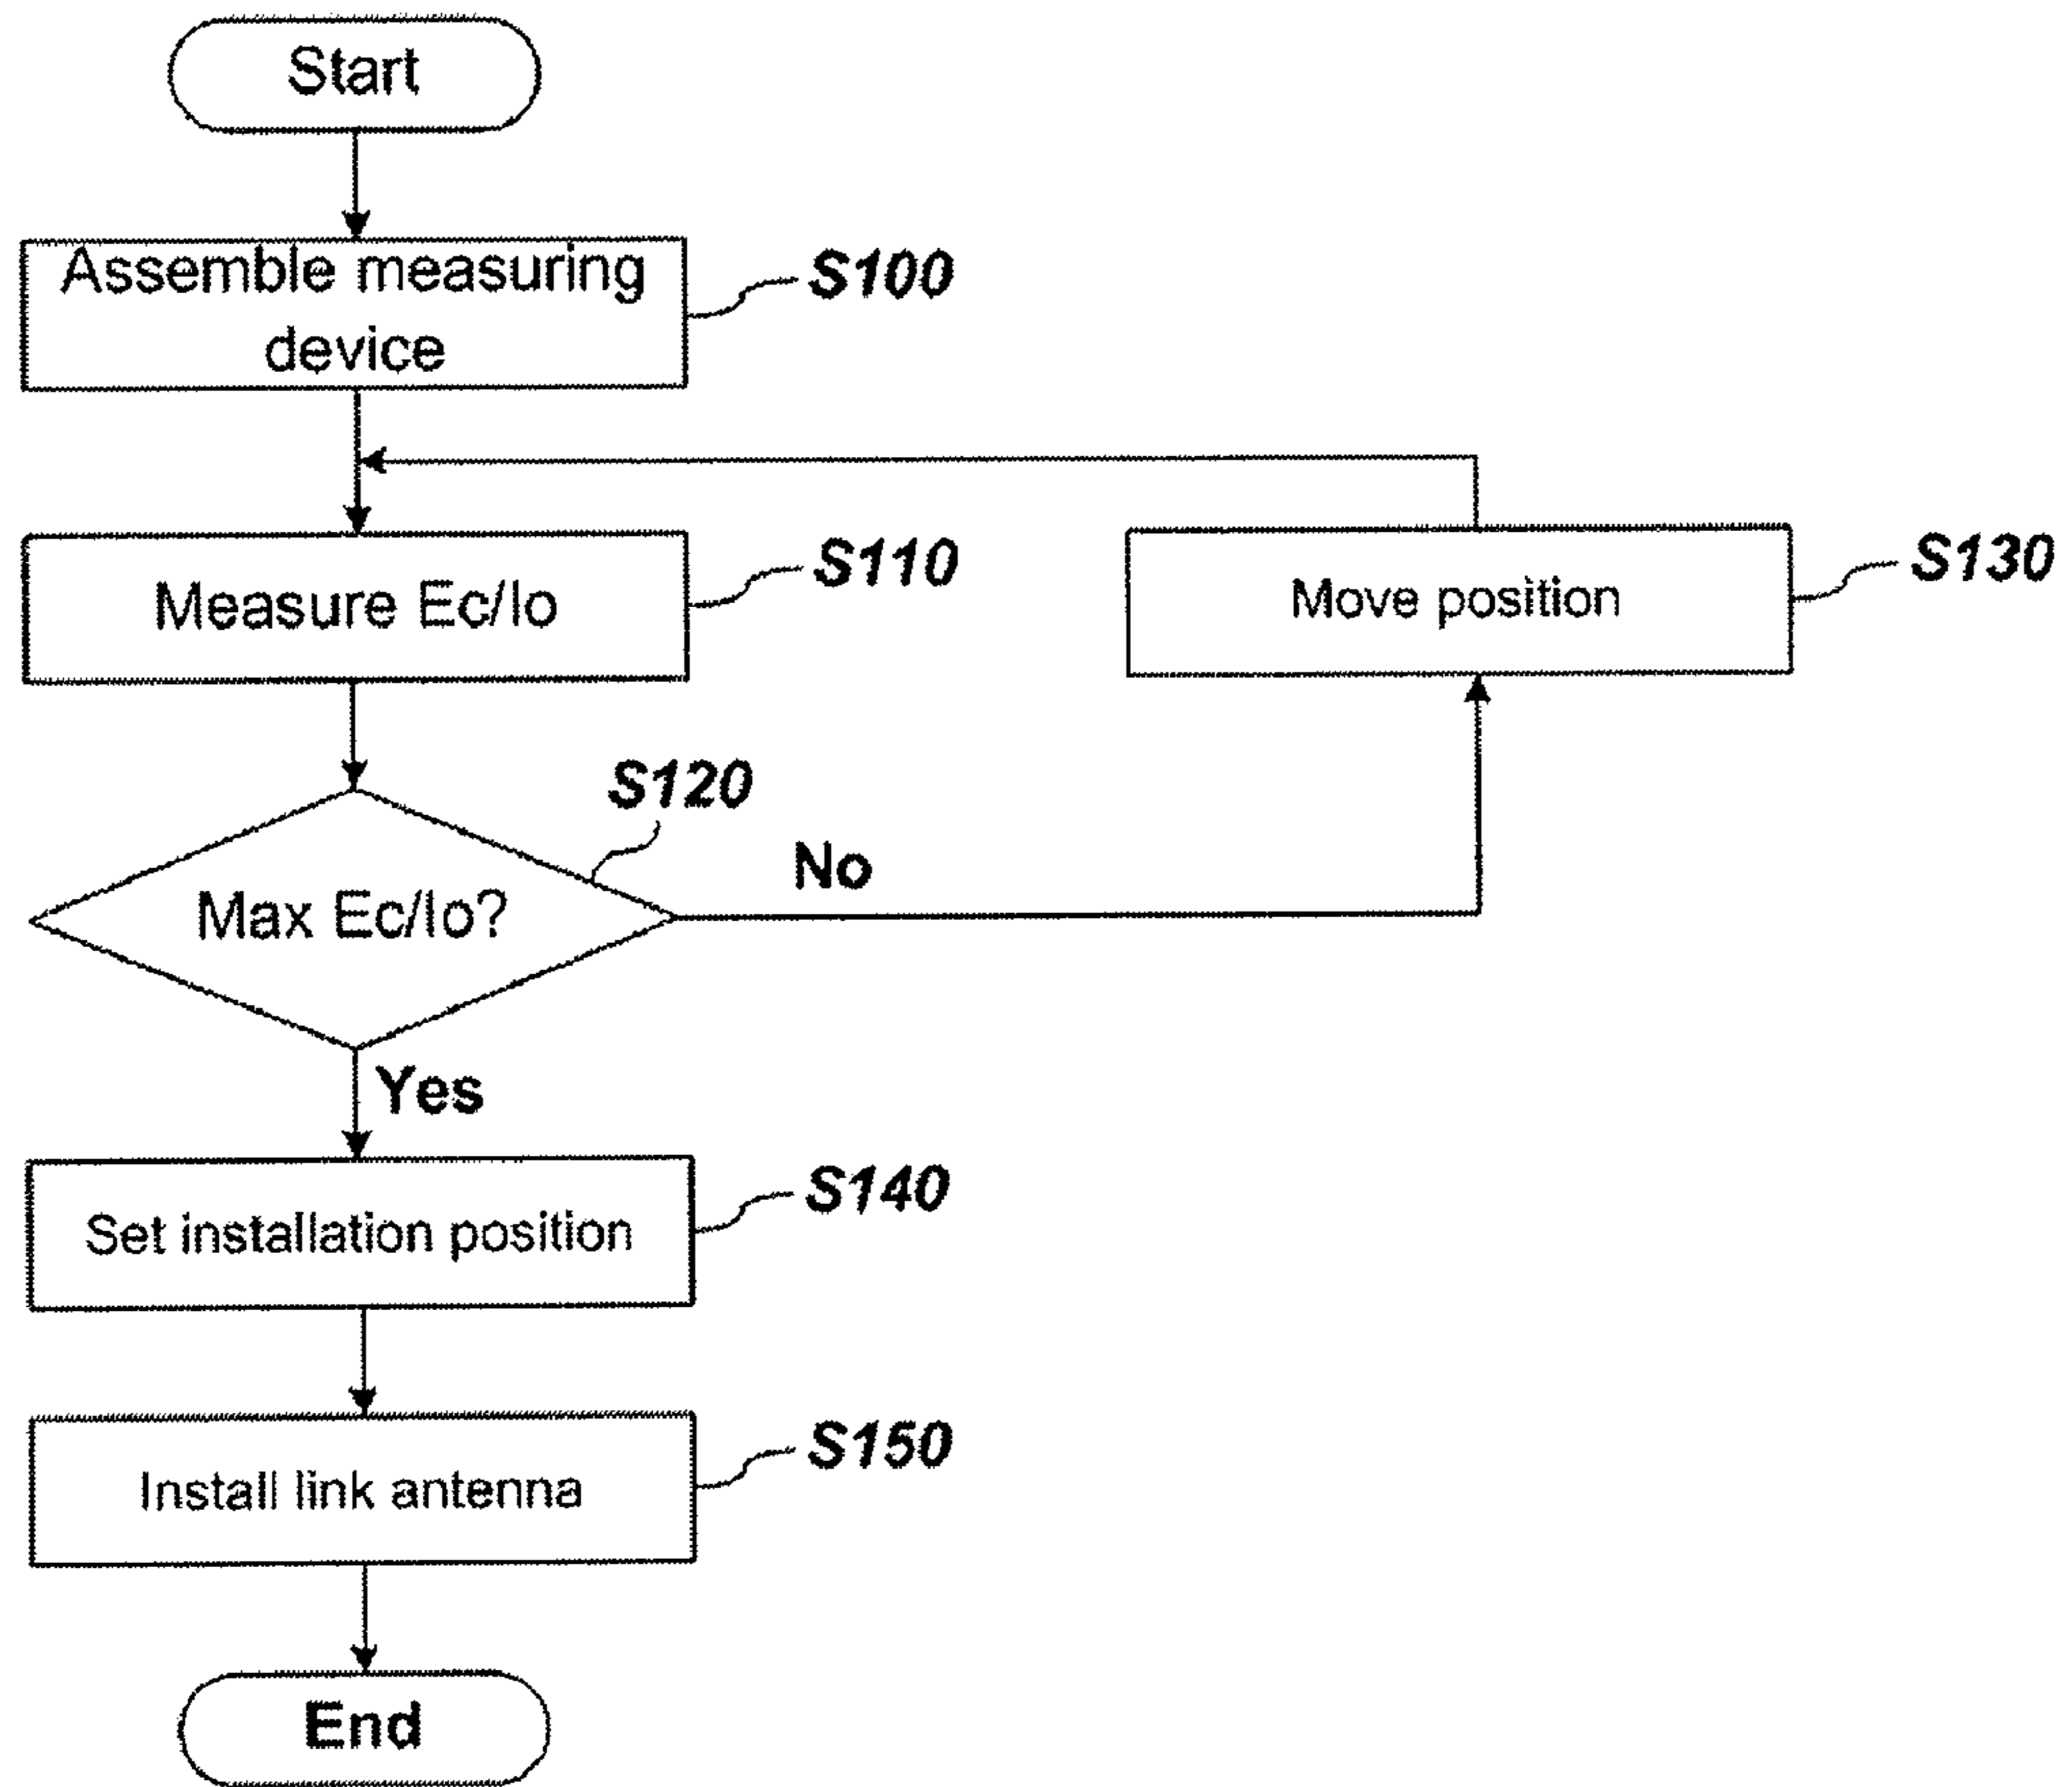 Start
Assemble measuring
device
S100
Measure Ec/Io
S110
Move position
S130
S120
Max Ec/Io?
No
Yes
Set installation position
S140
Install link antenna
S150
End